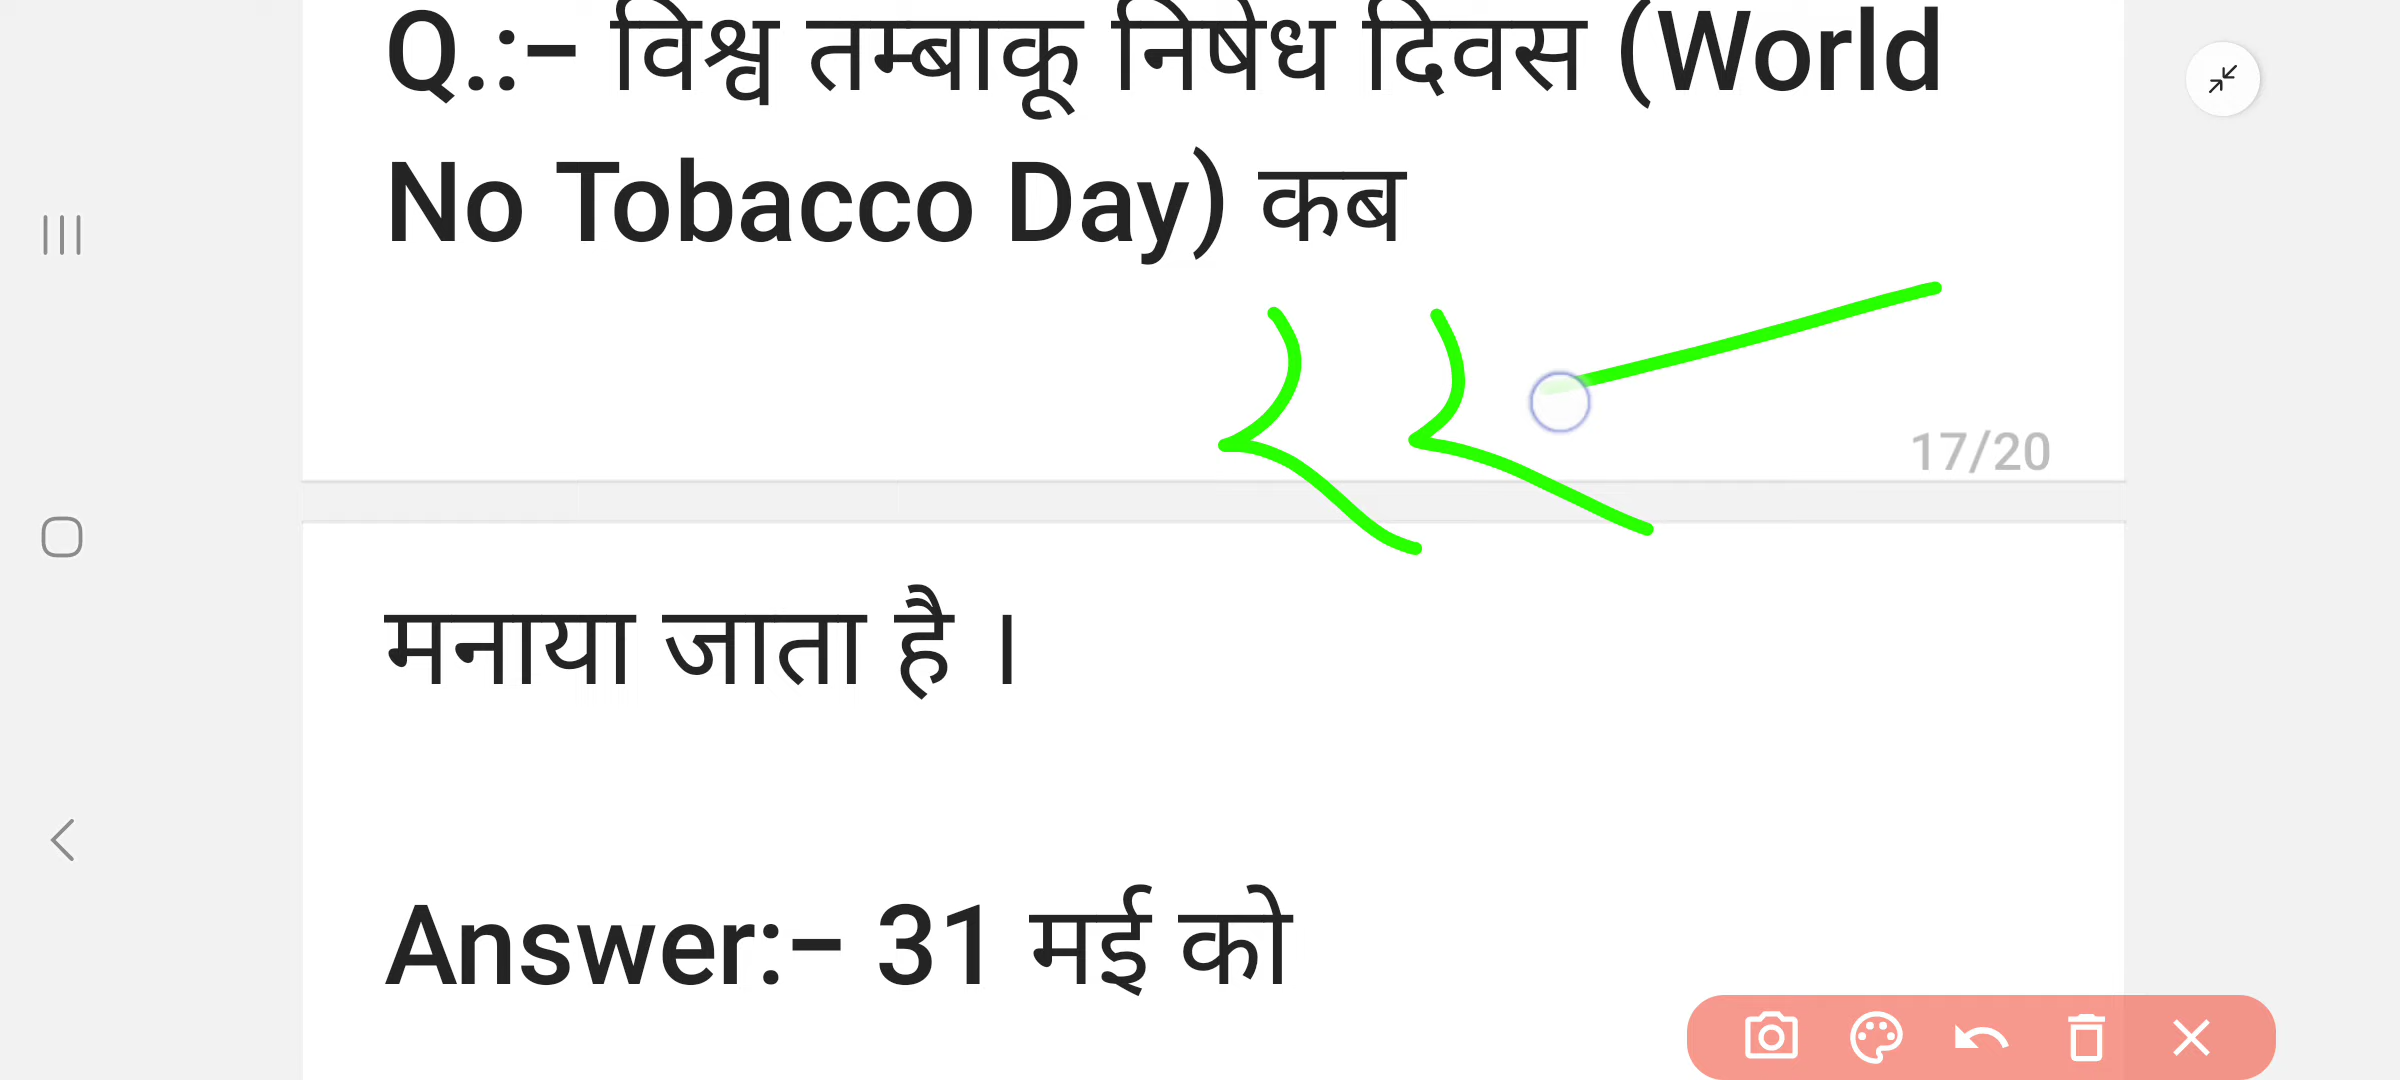 Q.:– विश्व तम्बाकू निषेध दिवस (World
No Tobacco Day) कब
17/20
मनाया जाता है ।
Answer:– 31 मई को